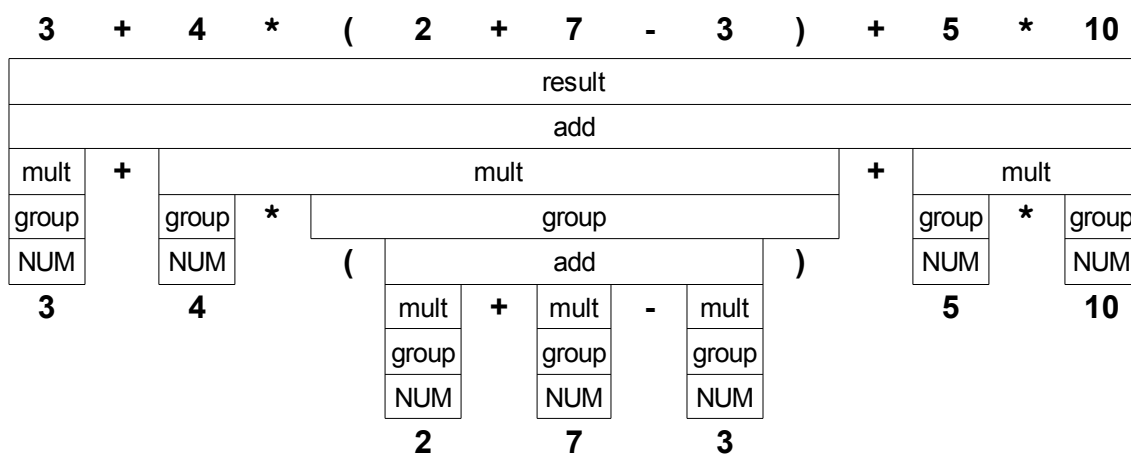 3 + 4 * ( 2 + 7 - 3 ) + 5 * 10
result
add
mult + mult + mult
group group * group group * group
NUM NUM ( add ) NUM NUM
3 4 mult + mult - mult 5 10
group group group
NUM NUM NUM
2 7 3